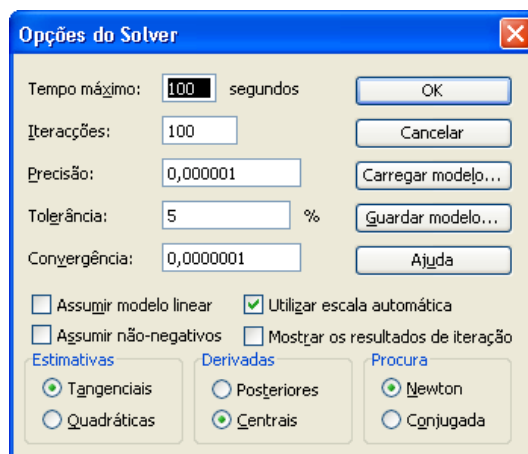 Opções do Solver
Tempo máximo: 100 segundos OK
Iteracções: 100 Cancelar
Precisão: 0,000001 Carregar modelo...
Tolerância: 5 % Guardar modelo...
Convergência: 0,0000001 Ajuda
Assumir modelo linear Utilizar escala automática
Assumir não-negativos Mostrar os resultados de iteração
Estimativas Derivadas Procura
Tangenciais Posteriores Newton
Quadráticas Centrais Conjugada